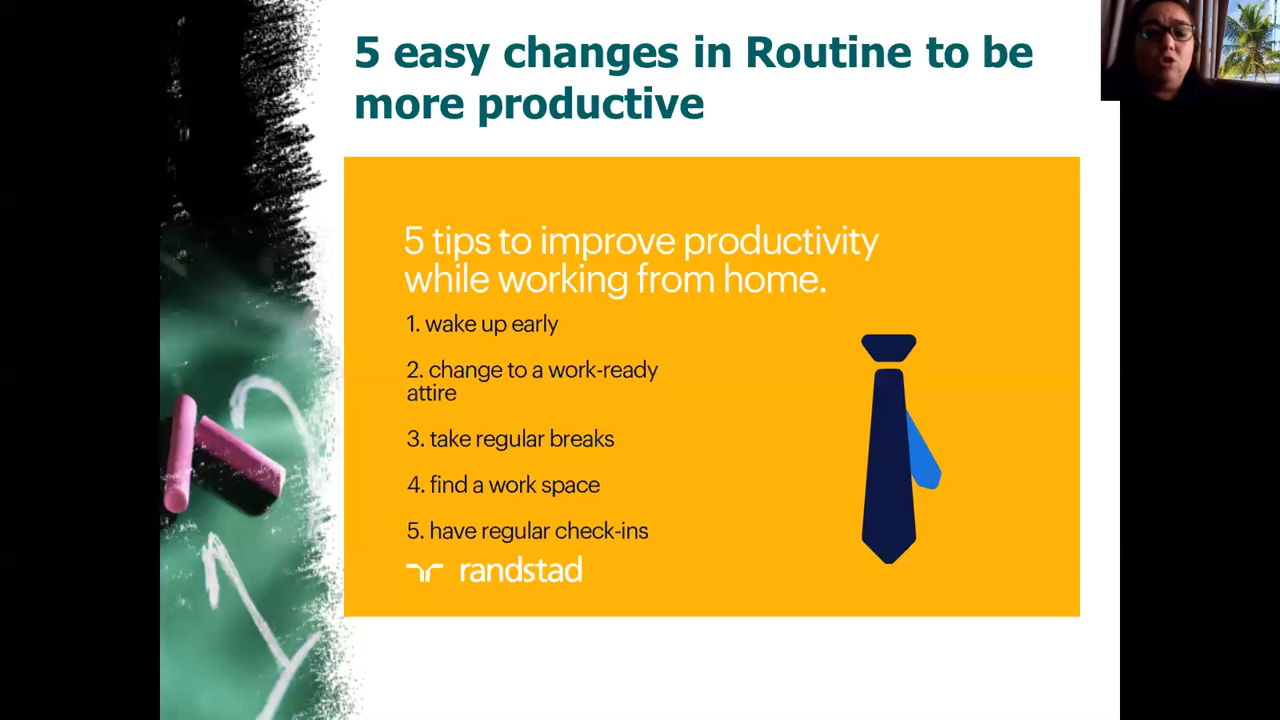 5 easy changes in Routine to be
more productive
5 tips to improve productivity
while working from home.
1. wake up early
2. change to a work-ready
attire
3. take regular breaks
4. find a work space
5. have regular check-ins
randstad